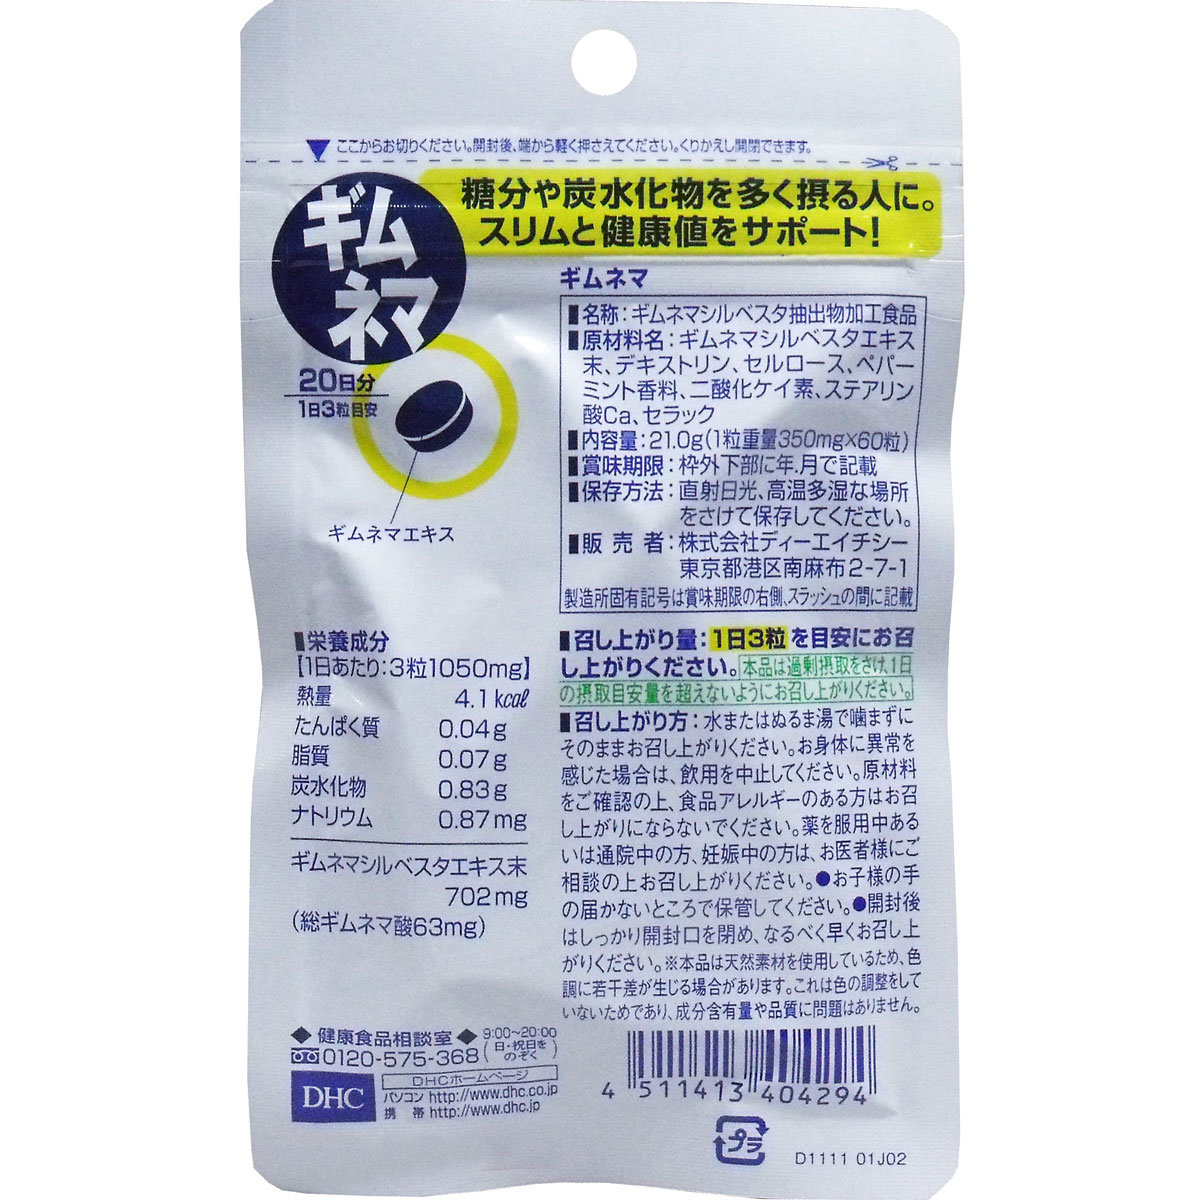 ここからお切りください。開封後、端から軽く押さえてください。くりかえし開閉できます。
ギム
ネマ
糖分や炭水化物を多く摂る人に。
スリムと健康値をサポート!
20日分
1日3粒目安
ギムネマエキス
ギムネマ
■名称:ギムネマシルベスタ抽出物加工食品
■原材料名:ギムネマシルベスタエキス
末、デキストリン、セルロース、ペパー
ミント香料、二酸化ケイ素、ステアリン
酸Ca、セラック
■内容量:21.0g(1粒重量350mg×60粒)
■賞味期限:枠外下部に年.月で記載
■保存方法:直射日光、高温多湿な場所
をさけて保存してください。
■販売者:株式会社ディーエイチシー
東京都港区南麻布2-7-1
製造所固有記号は賞味期限の右側、スラッシュの間に記載
■栄養成分
【1日あたり:3粒1050mg】
熱量 4.1kcal
たんぱく質 0.04g
脂質 0.07g
炭水化物 0.83g
ナトリウム 0.87mg
ギムネマシルベスタエキス末
702mg
(総ギムネマ酸63mg)
■召し上がり量:1日3粒を目安にお召
し上がりください。本品は過剰摂取をさけ、1日
の摂取目安量を超えないようにお召し上がりください。
■召し上がり方:水またはぬるま湯で噛まずに
そのままお召し上がりください。お身体に異常を
感じた場合は、飲用を中止してください。原材料
をご確認の上、食品アレルギーのある方はお召
し上がりにならないでください。薬を服用中ある
いは通院中の方、妊娠中の方は、お医者様にご
相談の上お召し上がりください。●お子様の手
の届かないところで保管してください。●開封後
はしっかり開封口を閉め、なるべく早くお召し上
がりください。※本品は天然素材を使用しているため、色
調に若干差が生じる場合があります。これは色の調整をして
いないためであり、成分含有量や品質に問題はありません。
◆健康食品相談室◆
0120-575-368
9:00~20:00
(日・祝日を
のぞく)
DHC
DHCホームページ
パソコン http://www.dhc.co.jp
携帯 http://www.dhc.jp
4 511413 404294
プラ
D1111 01J02